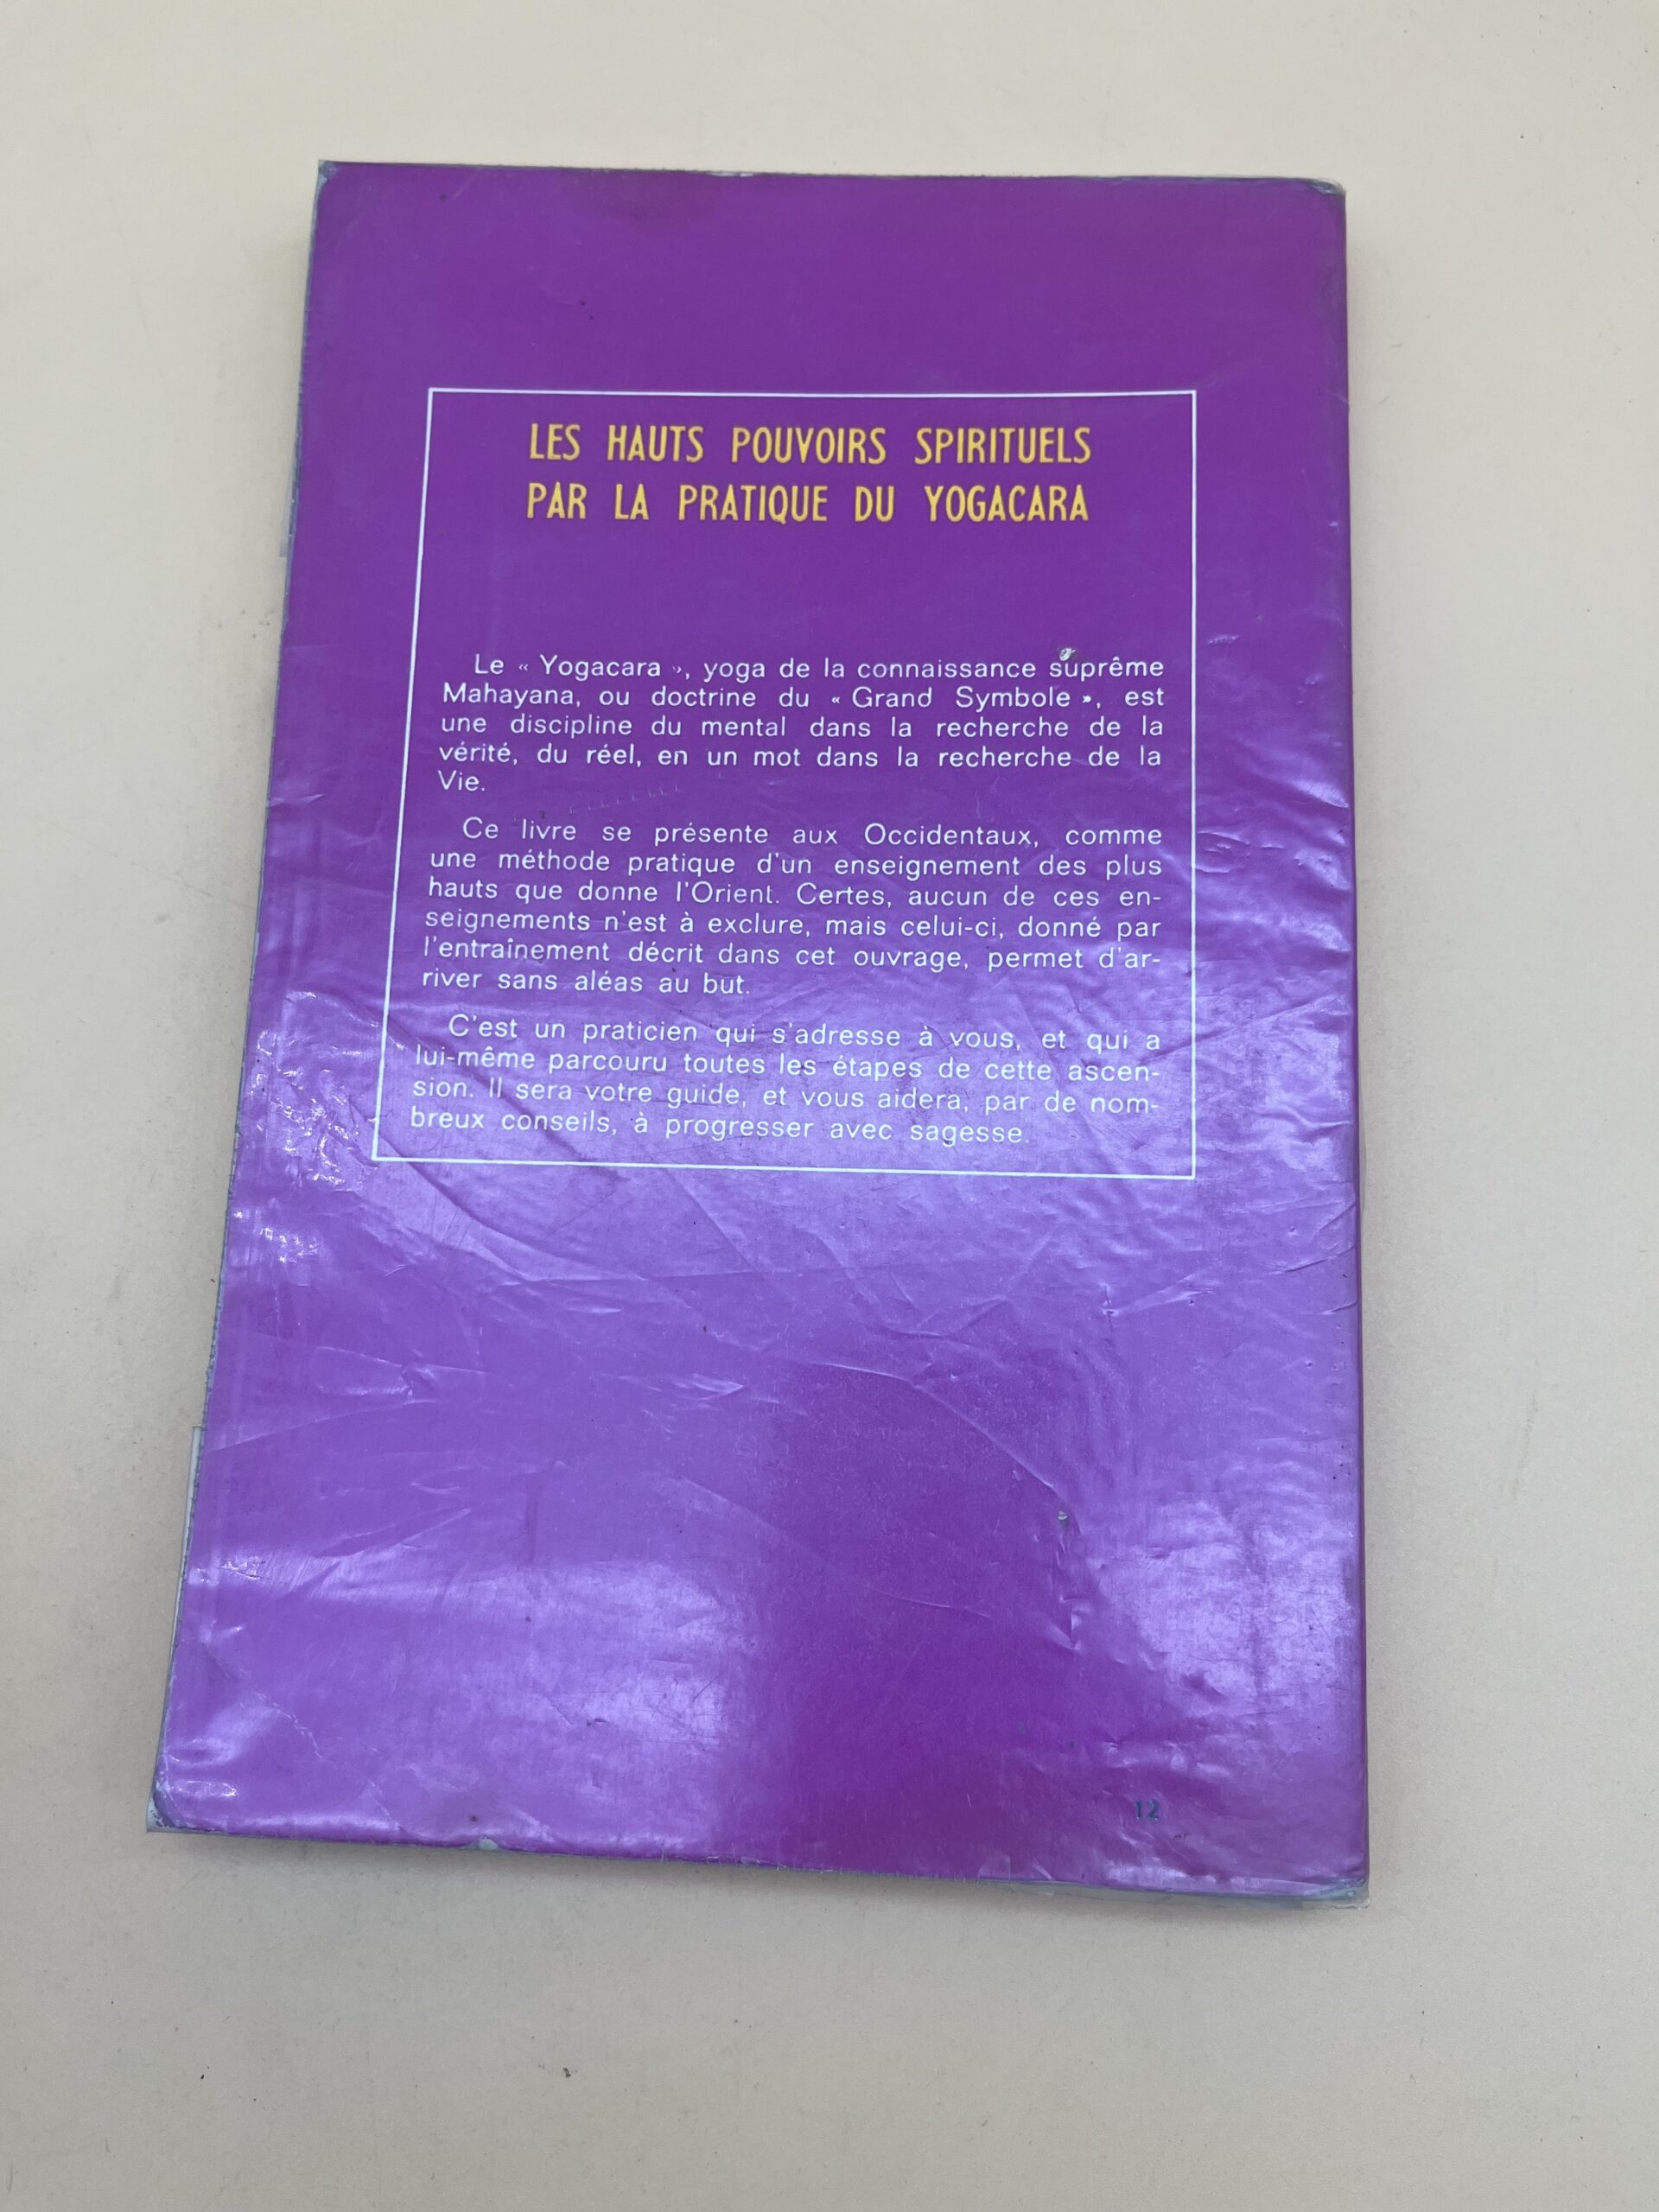 LES HAUTS POUVOIRS SPIRITUELS
PAR LA PRATIQUE DU YOGACARA
Le « Yogacara », yoga de la connaissance suprême
Mahayana, ou doctrine du « Grand Symbole », est
une discipline du mental dans la recherche de la
vérité, du réel, en un mot dans la recherche de la
Vie.
Ce livre se présente aux Occidentaux, comme
une méthode pratique d'un enseignement des plus
hauts que donne l'Orient. Certes, aucun de ces en-
seignements n'est à exclure, mais celui-ci, donné par
l'entraînement décrit dans cet ouvrage, permet d'ar-
river sans aléas au but.
C'est un praticien qui s'adresse à vous, et qui a
lui-même parcouru toutes les étapes de cette ascen-
sion. Il sera votre guide, et vous aidera, par de nom-
breux conseils, à progresser avec sagesse.
12